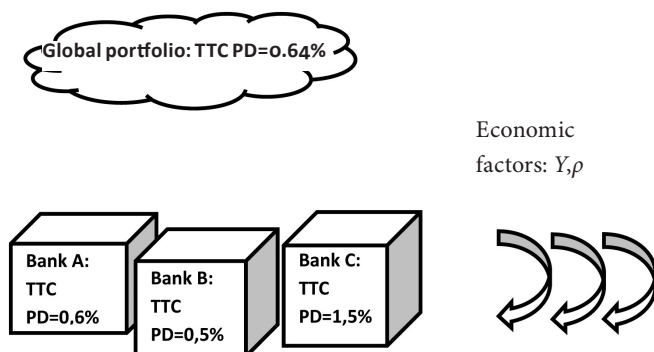 Global portfolio: TTC PD=0.64%
Economic
factors: Y,ρ
Bank A:
TTC
PD=0,6%
Bank B:
TTC
PD=0,5%
Bank C:
TTC
PD=1,5%